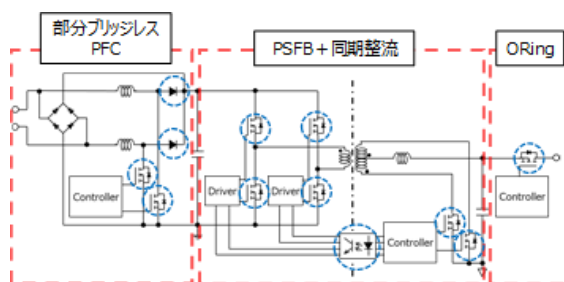 部分ブリッジレス
PFC
PSFB＋同期整流
ORing
Controller
Driver
Driver
Controller
Controller